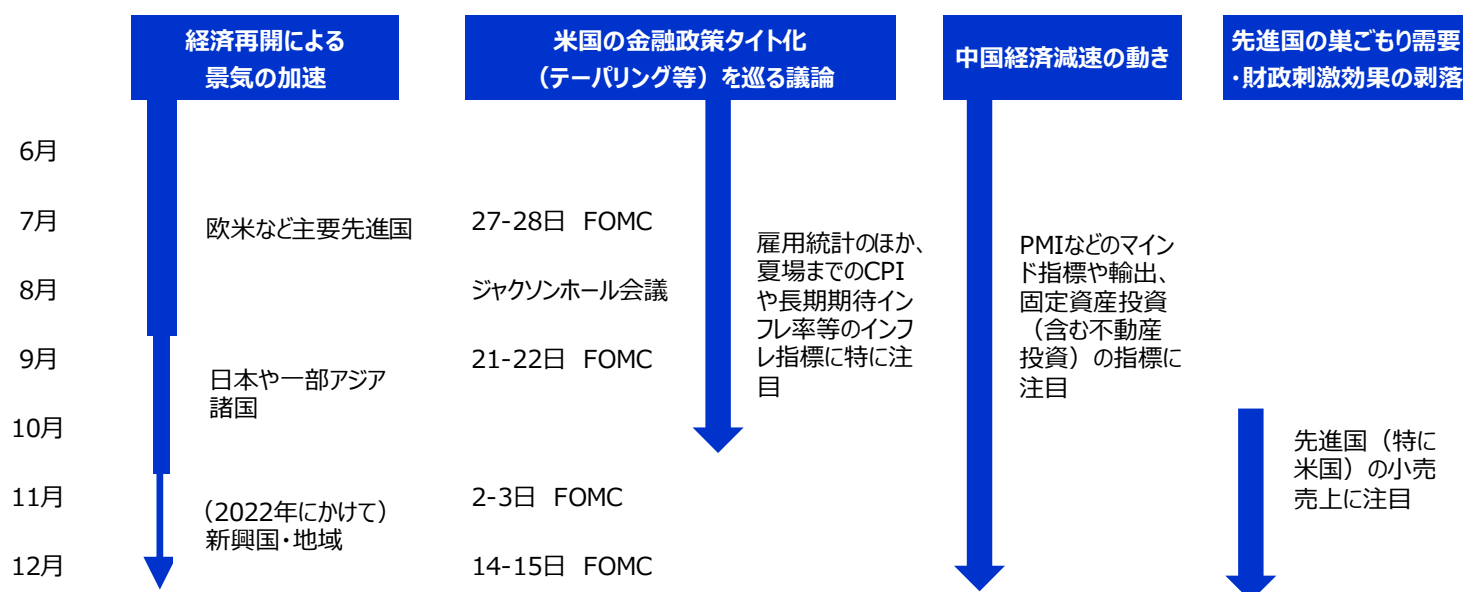 経済再開による
景気の加速
米国の金融政策タイト化
（テーパリング等）を巡る議論
中国経済減速の動き
先進国の巣ごもり需要
・財政刺激効果の剥落
6月
7月
8月
9月
10月
11月
12月
欧米など主要先進国
日本や一部アジア
諸国
（2022年にかけて）
新興国・地域
27-28日 FOMC
ジャクソンホール会議
21-22日 FOMC
2-3日 FOMC
14-15日 FOMC
雇用統計のほか、
夏場までのCPI
や長期期待イン
フレ率等のインフ
レ指標に特に注
目
PMIなどのマイン
ド指標や輸出、
固定資産投資
（含む不動産
投資）の指標に
注目
先進国（特に
米国）の小売
売上に注目